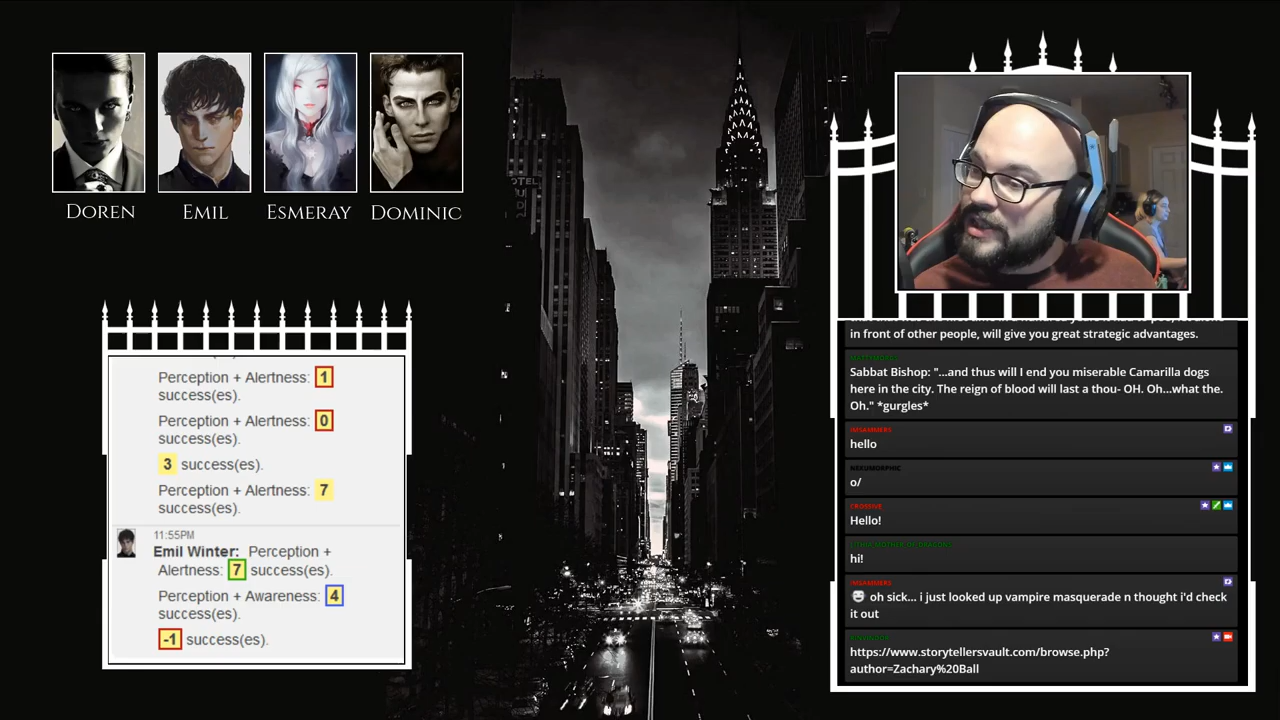 DOREN
EMIL
ESMERAY
DOMINIC
Perception + Alertness: 1
success(es).
Perception + Alertness: 0
success(es).
3 success(es).
Perception + Alertness: 7
success(es).
11:55PM
Emil Winter: Perception +
Alertness: 7 success(es).
Perception + Awareness: 4
success(es).
-1 success(es).
in front of other people, will give you great strategic advantages.
Sabbat Bishop: "...and thus will I end you miserable Camarilla dogs
here in the city. The reign of blood will last a thou- OH. Oh...what the.
Oh." *gurgles*
hello
NEXUMORPHIC
o/
CROSSIVE
Hello!
hi!
oh sick... i just looked up vampire masquerade n thought i'd check
it out
https://www.storytellersvault.com/browse.php?
author=Zachary%20Ball